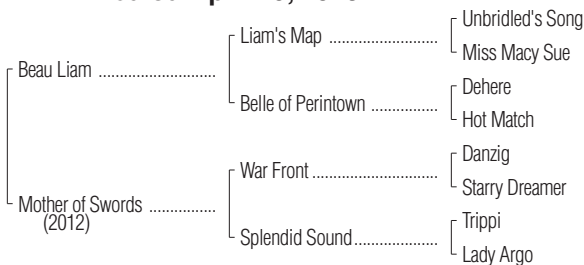 Unbridled's Song
Liam's Map
Miss Macy Sue
Beau Liam
Dehere
Belle of Perintown
Hot Match
Danzig
War Front
Starry Dreamer
Mother of Swords
(2012)
Trippi
Splendid Sound
Lady Argo